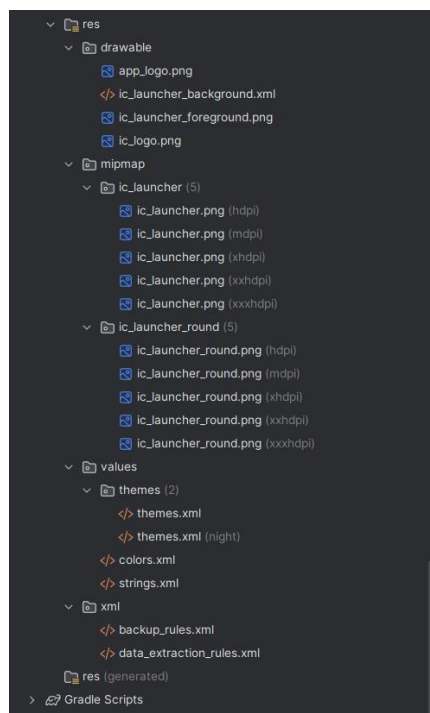 res
drawable
app_logo.png
ic_launcher_background.xml
ic_launcher_foreground.png
ic_logo.png
mipmap
ic_launcher (5)
ic_launcher.png (hdpi)
ic_launcher.png (mdpi)
ic_launcher.png (xhdpi)
ic_launcher.png (xxhdpi)
ic_launcher.png (xxxhdpi)
ic_launcher_round (5)
ic_launcher_round.png (hdpi)
ic_launcher_round.png (mdpi)
ic_launcher_round.png (xhdpi)
ic_launcher_round.png (xxhdpi)
ic_launcher_round.png (xxxhdpi)
values
themes (2)
themes.xml
themes.xml (night)
colors.xml
strings.xml
xml
backup_rules.xml
data_extraction_rules.xml
res (generated)
Gradle Scripts